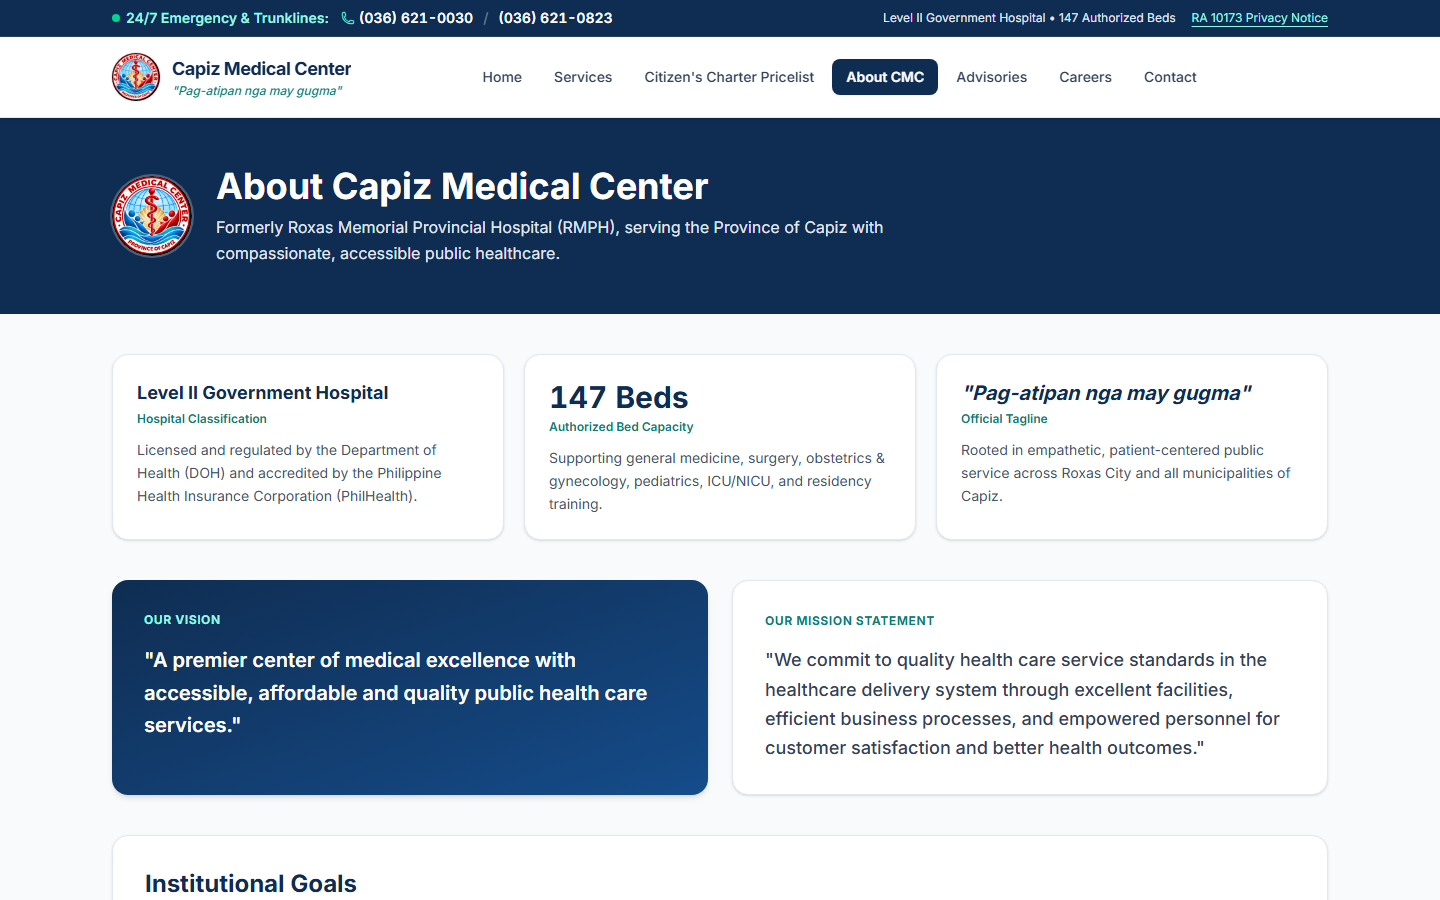 24/7 Emergency & Trunklines: (036) 621-0030 / (036) 621-0823
Level II Government Hospital • 147 Authorized Beds RA 10173 Privacy Notice
CAPIZ MEDICAL CENTER
Capiz Medical Center
"Pag-atipan nga may gugma"
Home Services Citizen's Charter Pricelist About CMC Advisories Careers Contact
CAPIZ MEDICAL CENTER
PROVINCE OF CAPIZ
About Capiz Medical Center
Formerly Roxas Memorial Provincial Hospital (RMPH), serving the Province of Capiz with
compassionate, accessible public healthcare.
Level II Government Hospital
Hospital Classification
Licensed and regulated by the Department of
Health (DOH) and accredited by the Philippine
Health Insurance Corporation (PhilHealth).
147 Beds
Authorized Bed Capacity
Supporting general medicine, surgery, obstetrics &
gynecology, pediatrics, ICU/NICU, and residency
training.
"Pag-atipan nga may gugma"
Official Tagline
Rooted in empathetic, patient-centered public
service across Roxas City and all municipalities of
Capiz.
OUR VISION
"A premier center of medical excellence with
accessible, affordable and quality public health care
services."
OUR MISSION STATEMENT
"We commit to quality health care service standards in the
healthcare delivery system through excellent facilities,
efficient business processes, and empowered personnel for
customer satisfaction and better health outcomes."
Institutional Goals